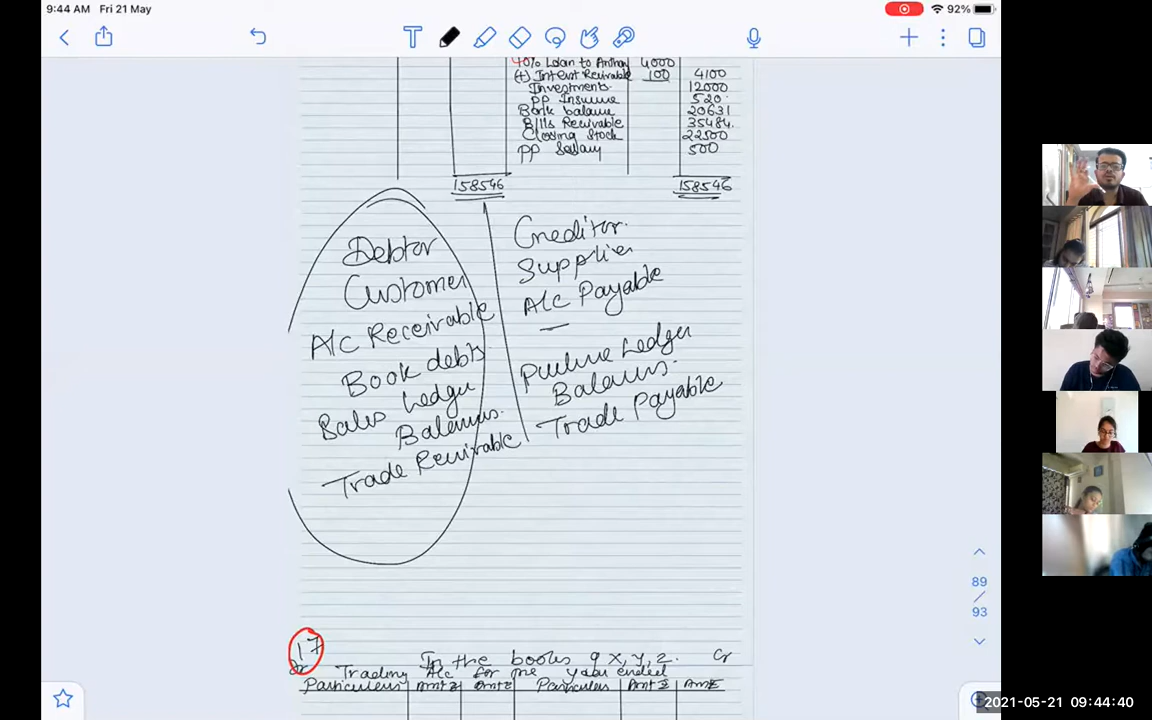 9:44 AM Fri 21 May
92%
T
40% Loan to Anthony 4000
(+) Interest Receivable 100 4100
Investments 12000
PP Insurance 520
Bank balance 20631
Bills Receivable 35484
Closing Stock 22500
PP Salary 500
158546 158546
Debtor
Customer
A/c Receivable
Book debts
Sales Ledger
Balances.
Trade Receivable
Creditor.
Supplier
A/c Payable
Purchase Ledger
Balances.
Trade Payable
89
/
93
17
In the books of X, Y, Z. Cr
Dr Trading A/c for the year ended
Particulars Amt ₹ Amt ₹ Particulars Amt ₹ Amt ₹
2021-05-21 09:44:40